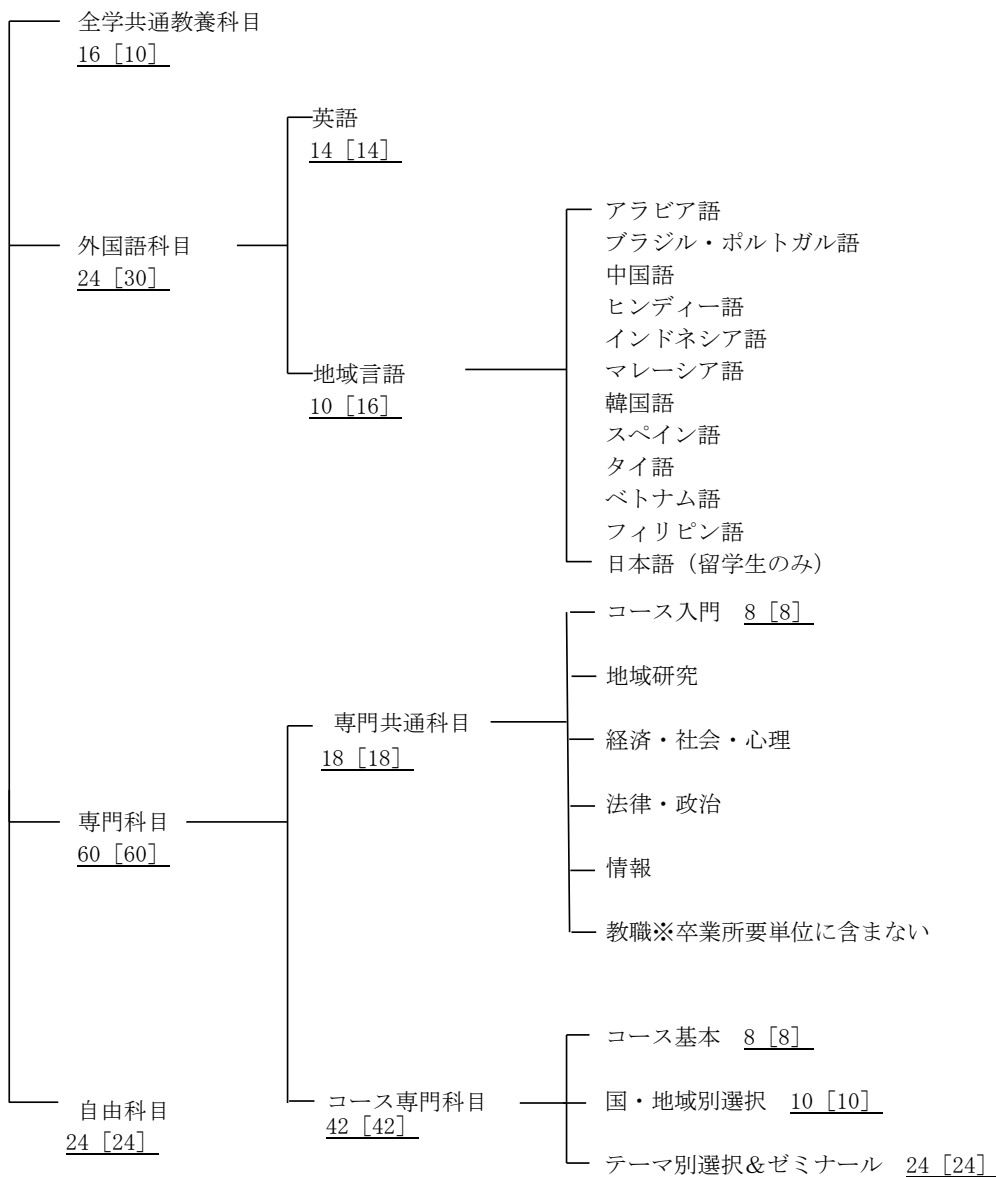 全学共通教養科目
16 [10]
外国語科目
24 [30]
英語
14 [14]
地域言語
10 [16]
アラビア語
ブラジル・ポルトガル語
中国語
ヒンディー語
インドネシア語
マレーシア語
韓国語
スペイン語
タイ語
ベトナム語
フィリピン語
日本語（留学生のみ）
専門科目
60 [60]
専門共通科目
18 [18]
コース入門 8 [8]
地域研究
経済・社会・心理
法律・政治
情報
教職※卒業所要単位に含まない
コース専門科目
42 [42]
コース基本 8 [8]
国・地域別選択 10 [10]
テーマ別選択＆ゼミナール 24 [24]
自由科目
24 [24]